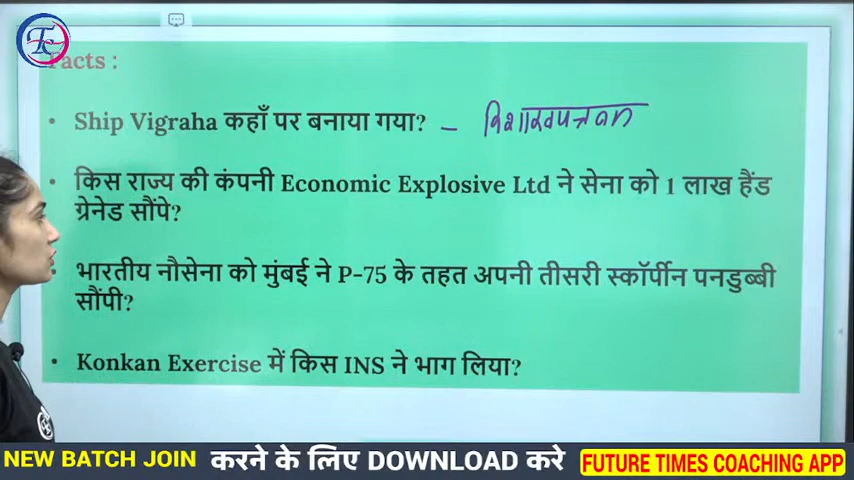 Facts :
• Ship Vigraha कहाँ पर बनाया गया? – विशाखपत्तनम
• किस राज्य की कंपनी Economic Explosive Ltd ने सेना को 1 लाख हैंड
ग्रेनेड सौंपे?
• भारतीय नौसेना को मुंबई ने P-75 के तहत अपनी तीसरी स्कॉर्पीन पनडुब्बी
सौंपी?
• Konkan Exercise में किस INS ने भाग लिया?
NEW BATCH JOIN करने के लिए DOWNLOAD करे FUTURE TIMES COACHING APP